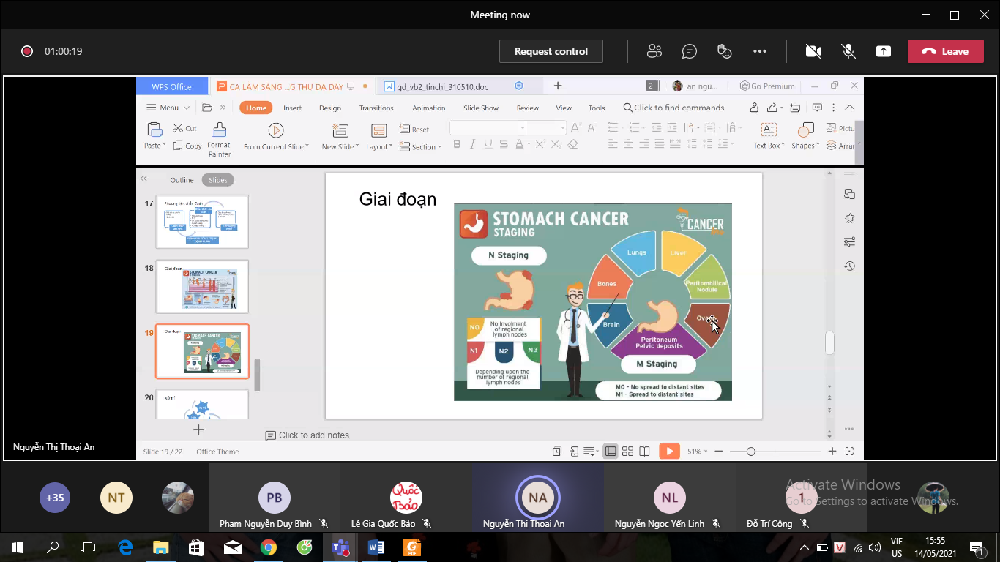 Meeting now
01:00:19
Request control
Leave
WPS Office
CA LÂM SÀNG ...G THƯ DẠ DÀY
qd_vb2_tinchi_310510.doc
2
an ngu...
Go Premium
Menu
Home
Insert
Design
Transitions
Animation
Slide Show
Review
View
Tools
Click to find commands
Paste
Cut
Copy
Format
Painter
From Current Slide
New Slide
Layout
Reset
Section
Text Box
Shapes
Pictu
Arran
Outline
Slides
17
Phương tiện chẩn đoán
18
Giai đoạn
STOMACH CANCER
19
Giai đoạn
STOMACH CANCER
20
Xử trí
Giai đoạn
STOMACH CANCER
STAGING
CANCER
N Staging
Lungs
Liver
Bones
Peritombilical
Nodule
Brain
Peritoneum
Pelvic deposits
M Staging
N0
No involment
of regional
lymph nodes
N1
N2
N3
Depending upon the
number of regional
lymph nodes
M0 - No spread to distant sites
M1 - Spread to distant sites
Click to add notes
Nguyễn Thị Thoại An
Slide 19 / 22
Office Theme
51%
+35
NT
PB
Phạm Nguyễn Duy Bình
Quốc
Bảo
Lê Gia Quốc Bảo
NA
Nguyễn Thị Thoại An
NL
Nguyễn Ngọc Yến Linh
1
Đỗ Trí Công
Activate Windows
Go to Settings to activate Windows.
VIE
US
15:55
14/05/2021
1